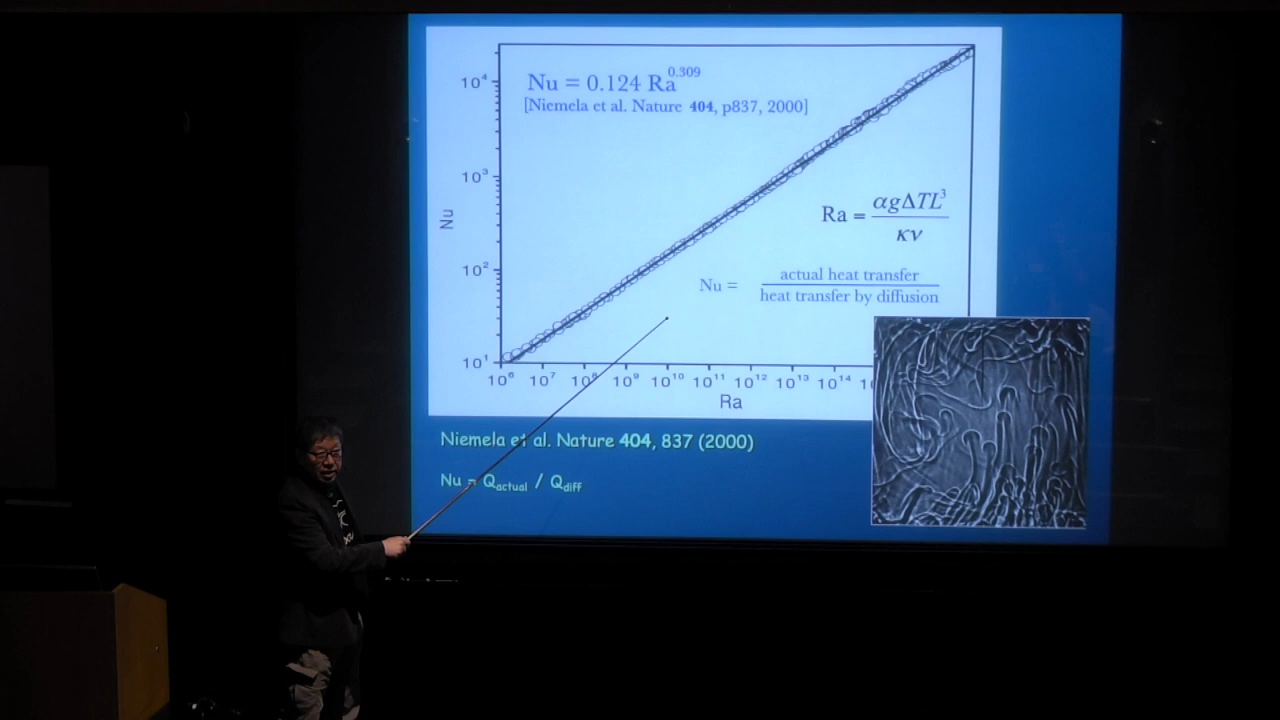 Nu = 0.124 Ra^0.309
[Niemela et al. Nature 404, p837, 2000]
10⁴
10³
10²
10¹
Nu
Ra = αgΔTL³ / κν
Nu = actual heat transfer / heat transfer by diffusion
10⁶ 10⁷ 10⁸ 10⁹ 10¹⁰ 10¹¹ 10¹² 10¹³ 10¹⁴
Ra
Niemela et al. Nature 404, 837 (2000)
Nu = Q_actual / Q_diff